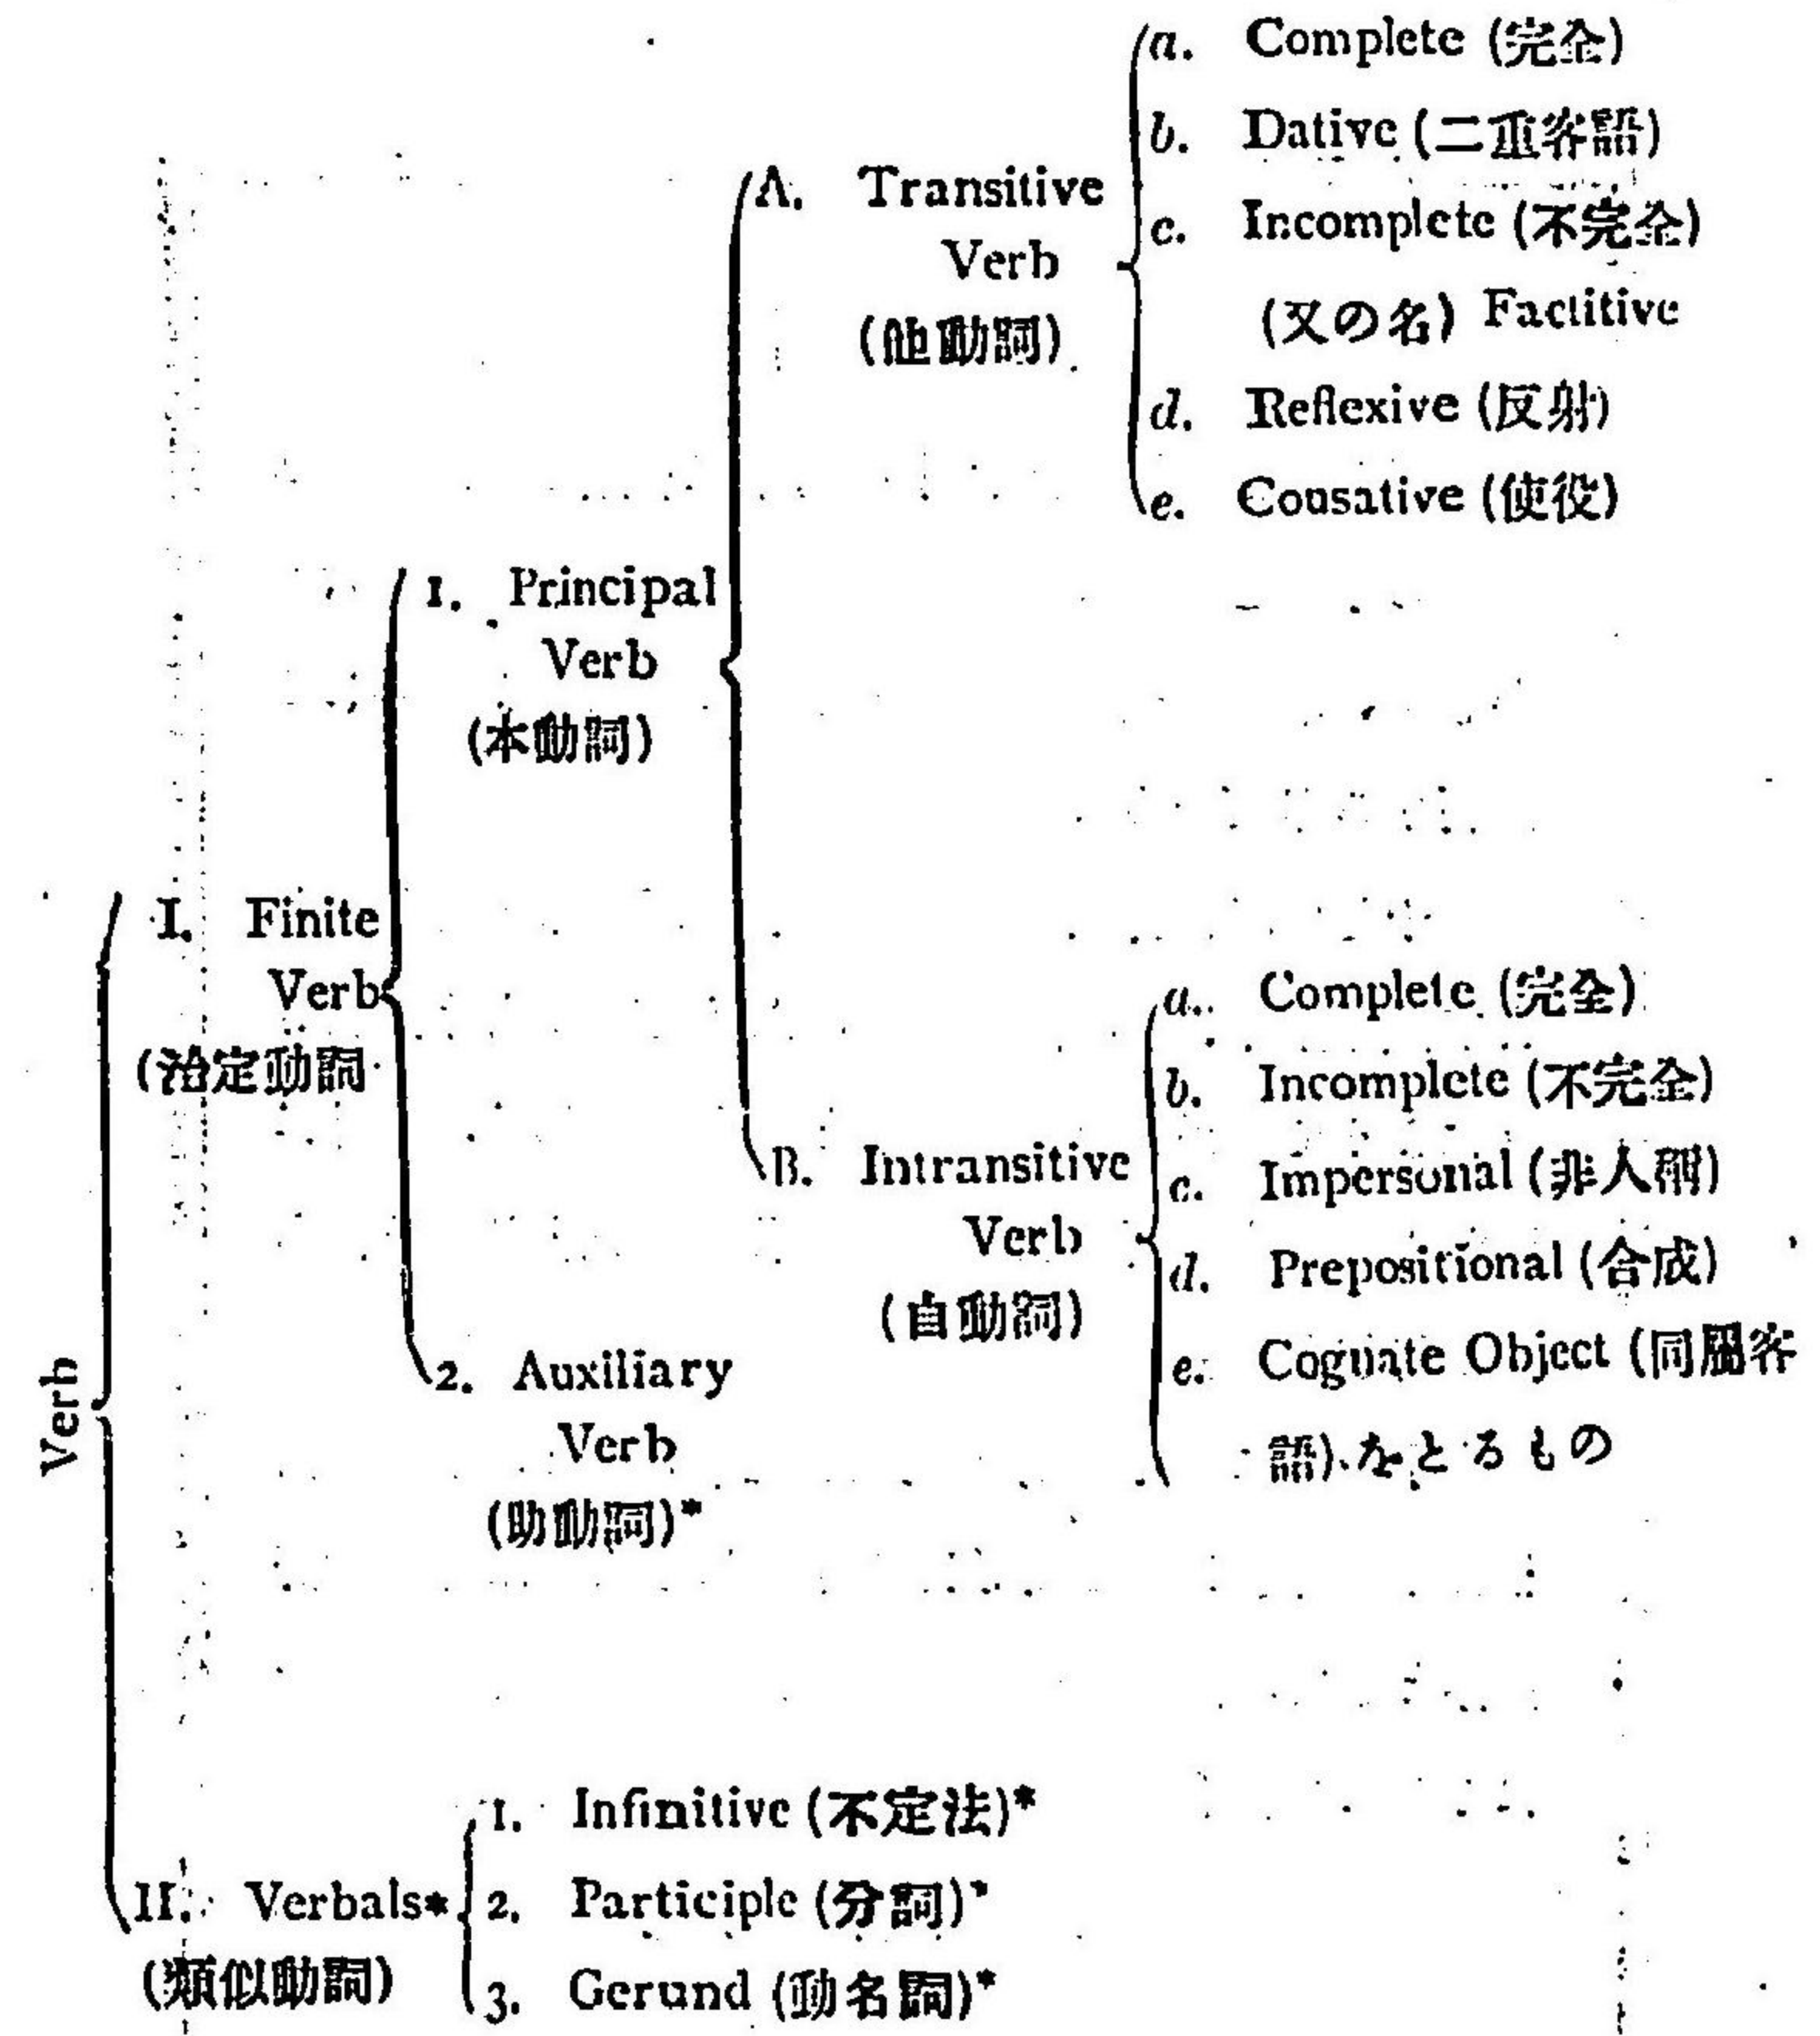 Verb
I. Finite
Verb
(治定動詞
1. Principal
Verb
(本動詞)
A. Transitive
Verb
(他動詞)
a. Complete (完全)
b. Dative (二重客語)
c. Incomplete (不完全)
(又の名) Factitive
d. Reflexive (反射)
e. Cousative (使役)
B. Intransitive
Verb
(自動詞)
a. Complete (完全)
b. Incomplete (不完全)
c. Impersonal (非人称)
d. Prepositional (合成)
e. Cognate Object (同属客
語)をとるもの
2. Auxiliary
Verb
(助動詞)*
II. Verbals*
(類似動詞)
1. Infinitive (不定法)*
2. Participle (分詞)*
3. Gerund (動名詞)*